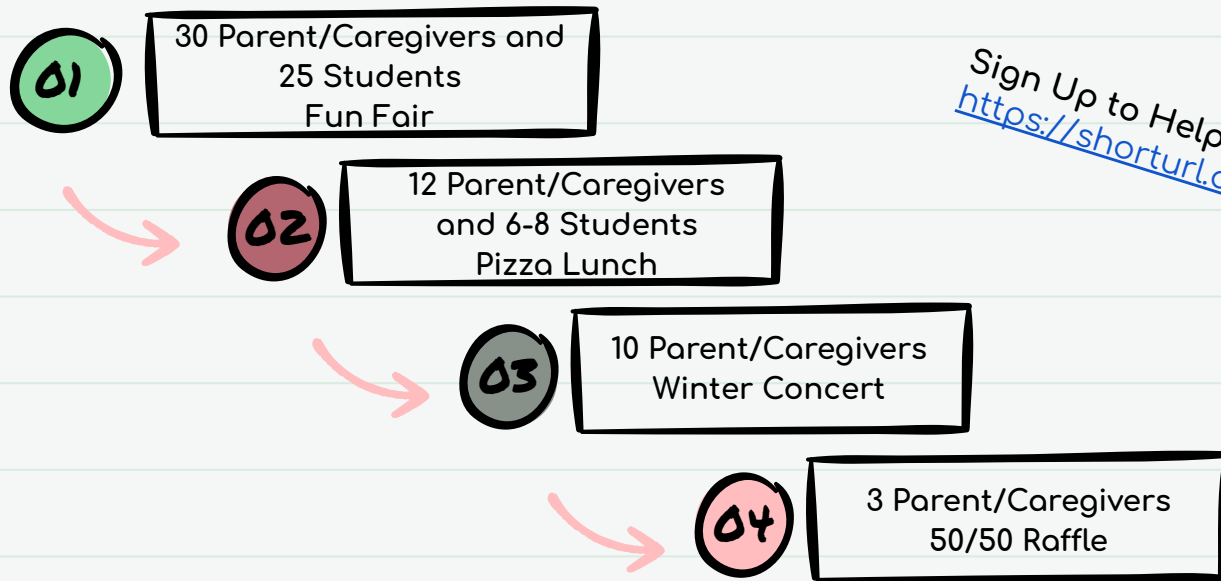 01
30 Parent/Caregivers and
25 Students
Fun Fair
Sign Up to Help
https://shorturl.
02
12 Parent/Caregivers
and 6-8 Students
Pizza Lunch
03
10 Parent/Caregivers
Winter Concert
04
3 Parent/Caregivers
50/50 Raffle